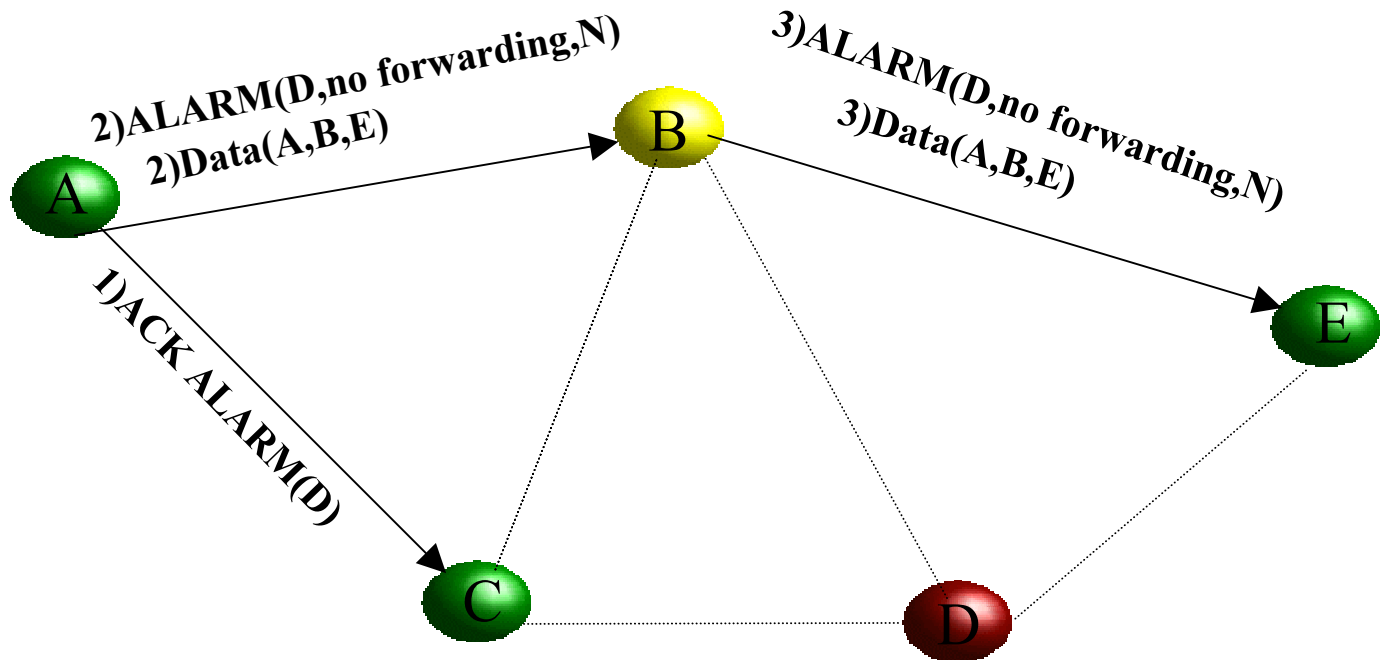 2)ALARM(D,no forwarding,N)
2)Data(A,B,E)
3)ALARM(D,no forwarding,N)
3)Data(A,B,E)
B
A
1)ACK ALARM(D)
E
C
D